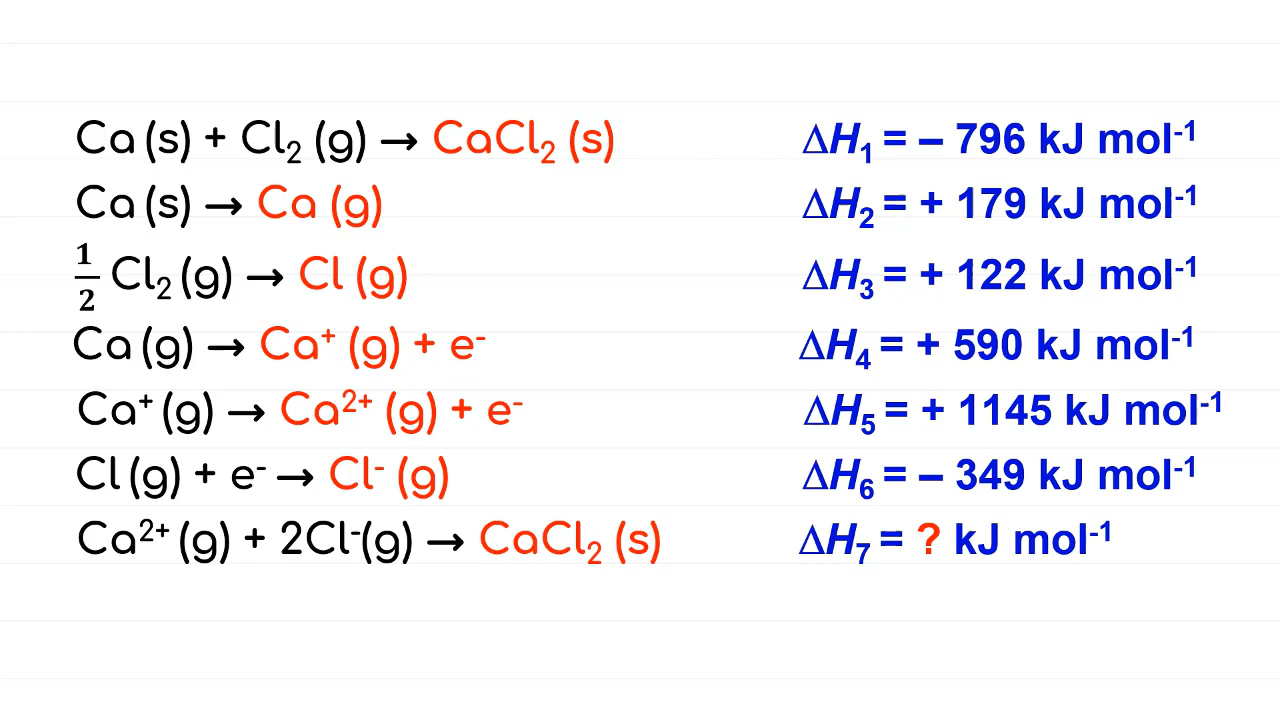 Ca (s) + Cl₂ (g) → CaCl₂ (s) ΔH₁ = – 796 kJ mol⁻¹
Ca (s) → Ca (g) ΔH₂ = + 179 kJ mol⁻¹
½ Cl₂ (g) → Cl (g) ΔH₃ = + 122 kJ mol⁻¹
Ca (g) → Ca⁺ (g) + e⁻ ΔH₄ = + 590 kJ mol⁻¹
Ca⁺ (g) → Ca²⁺ (g) + e⁻ ΔH₅ = + 1145 kJ mol⁻¹
Cl (g) + e⁻ → Cl⁻ (g) ΔH₆ = – 349 kJ mol⁻¹
Ca²⁺ (g) + 2Cl⁻(g) → CaCl₂ (s) ΔH₇ = ? kJ mol⁻¹